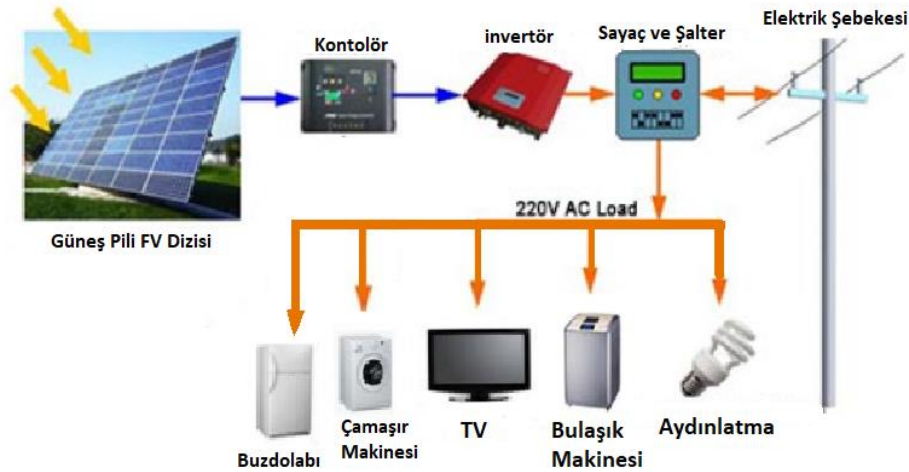 Kontolör
invertör
Sayaç ve Şalter
Elektrik Şebekesi
Güneş Pili FV Dizisi
220V AC Load
Buzdolabı
Çamaşır
Makinesi
TV
Bulaşık
Makinesi
Aydınlatma